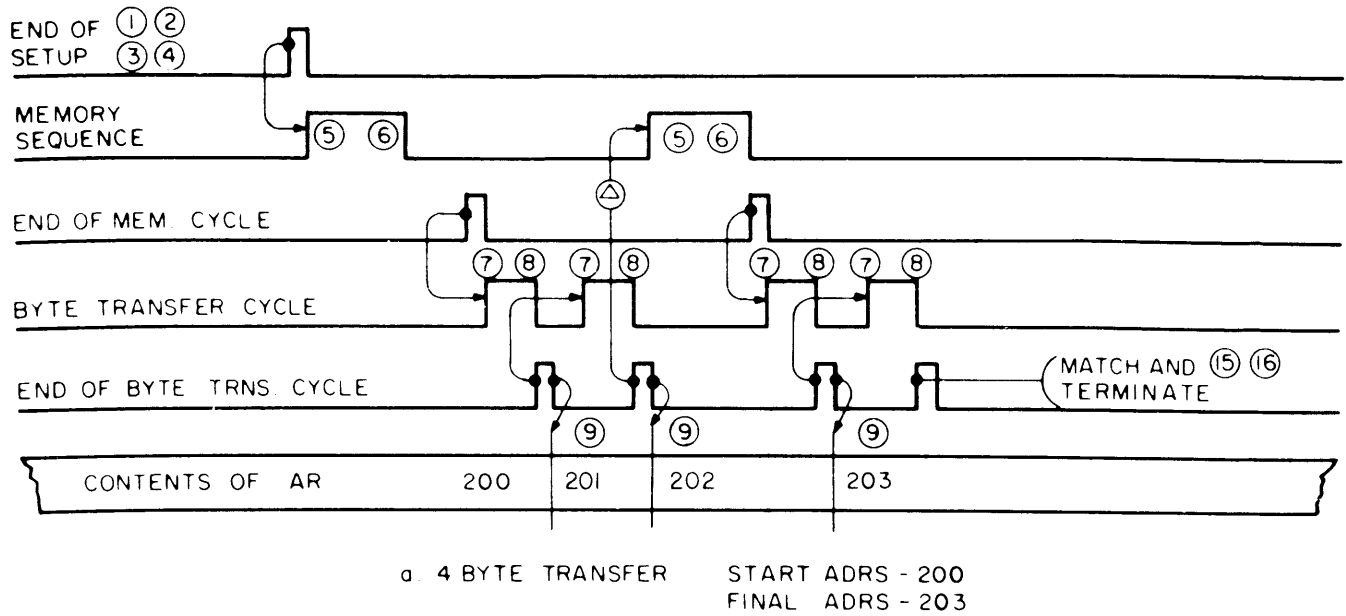 END OF ① ②
SETUP ③ ④
MEMORY
SEQUENCE
⑤ ⑥ ⑤ ⑥
END OF MEM. CYCLE
⑦ ⑧ ⑦ ⑧ ⑦ ⑧ ⑦ ⑧
BYTE TRANSFER CYCLE
END OF BYTE TRNS. CYCLE
MATCH AND ⑮ ⑯
TERMINATE
⑨ ⑨ ⑨
CONTENTS OF AR 200 201 202 203
a. 4 BYTE TRANSFER START ADRS - 200
FINAL ADRS - 203